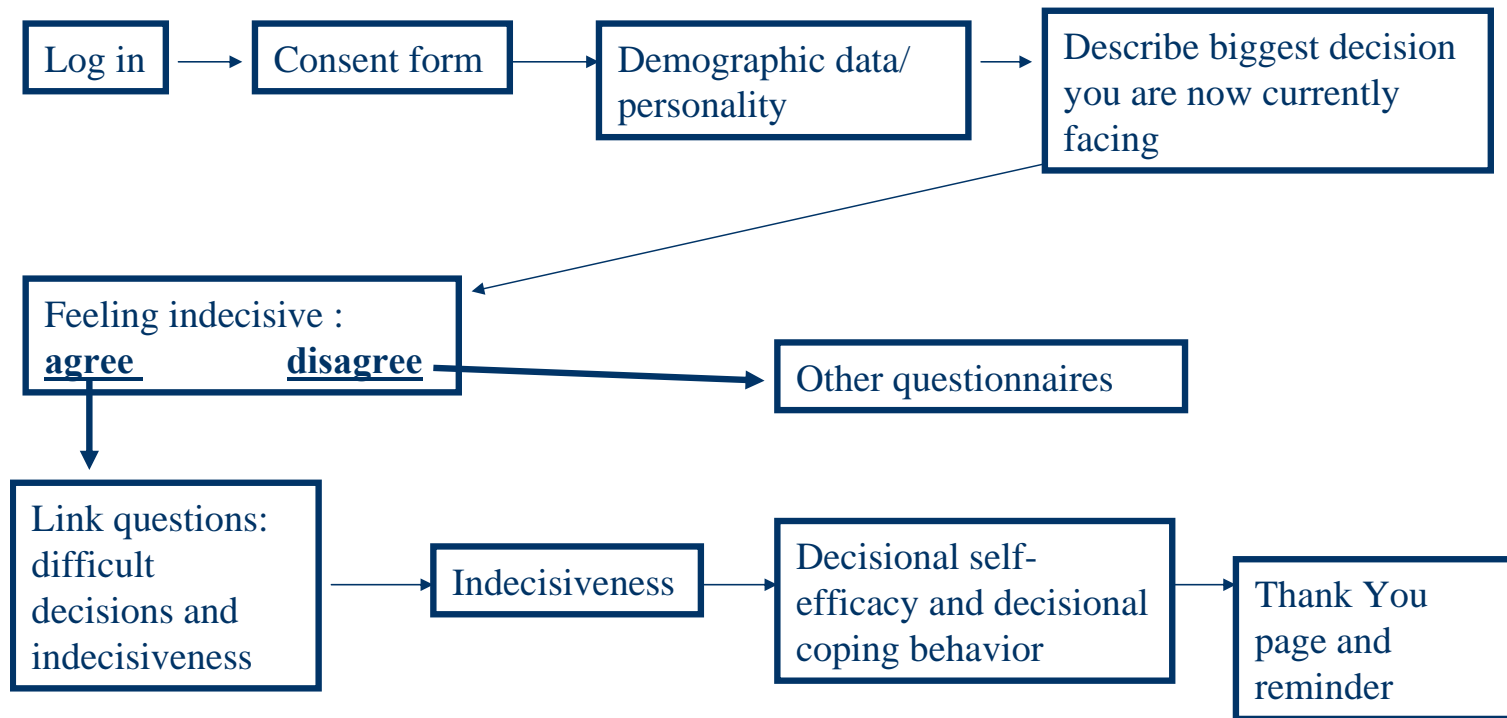 Log in
Consent form
Demographic data/
personality
Describe biggest decision
you are now currently
facing
Feeling indecisive :
agree disagree
Other questionnaires
Link questions:
difficult
decisions and
indecisiveness
Indecisiveness
Decisional self-
efficacy and decisional
coping behavior
Thank You
page and
reminder